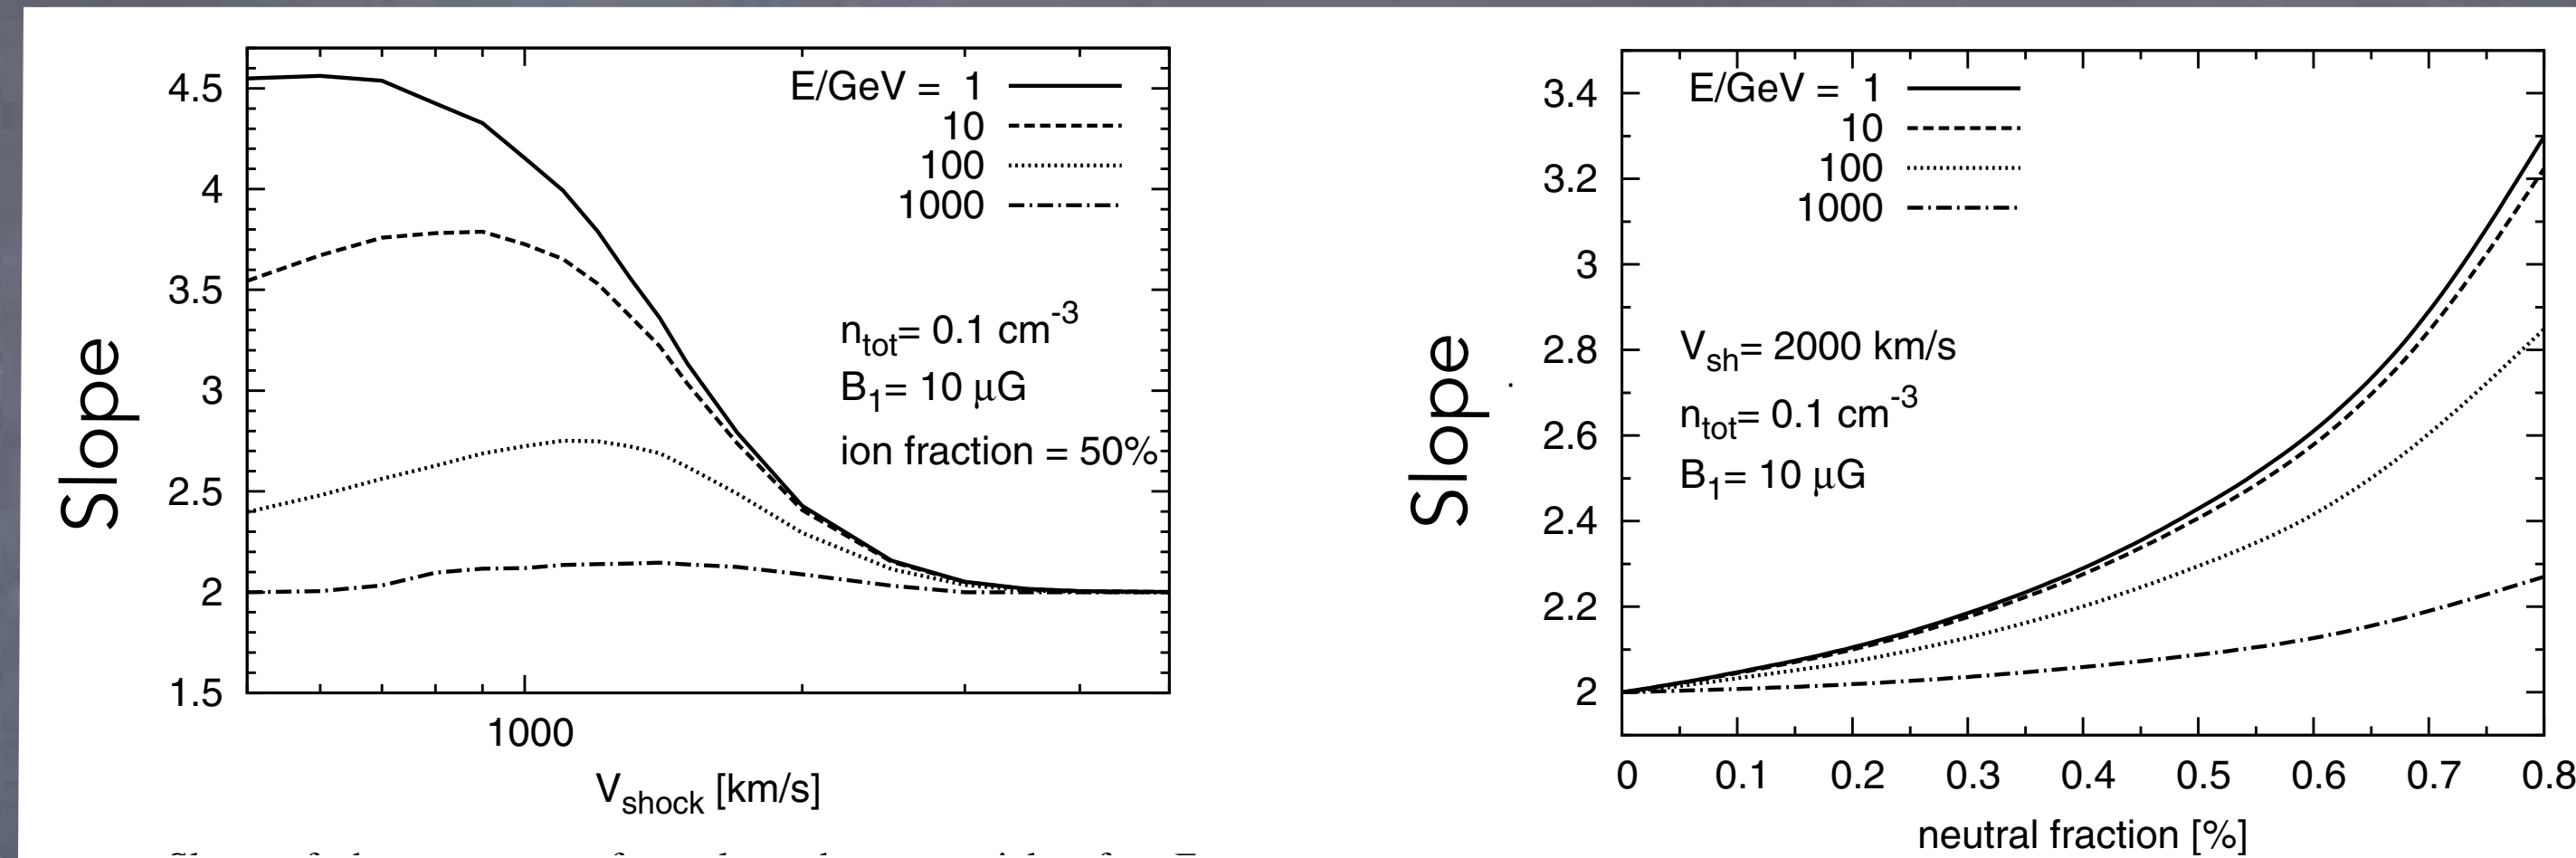 Slope
4.5
4
3.5
3
2.5
2
1.5
E/GeV = 1
10
100
1000
n_tot= 0.1 cm^-3
B_1= 10 μG
ion fraction = 50%
1000
V_shock [km/s]
Slope
3.4
3.2
3
2.8
2.6
2.4
2.2
2
E/GeV = 1
10
100
1000
V_sh= 2000 km/s
n_tot= 0.1 cm^-3
B_1= 10 μG
0 0.1 0.2 0.3 0.4 0.5 0.6 0.7 0.8
neutral fraction [%]